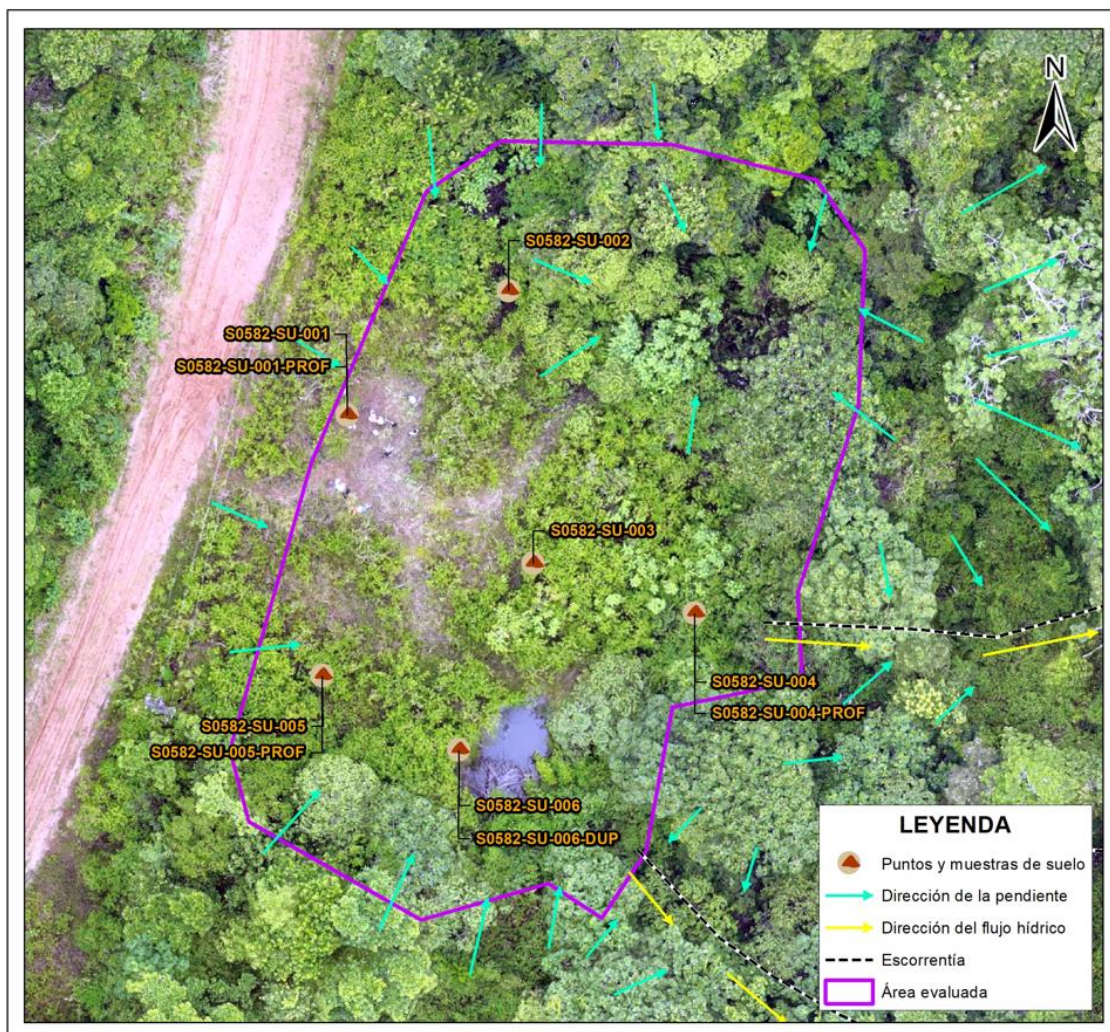 N
S0582-SU-002
S0582-SU-001
S0582-SU-001-PROF
S0582-SU-003
S0582-SU-004
S0582-SU-004-PROF
S0582-SU-005
S0582-SU-005-PROF
S0582-SU-006
S0582-SU-006-DUP
LEYENDA
Puntos y muestras de suelo
Dirección de la pendiente
Dirección del flujo hídrico
Escorrentía
Área evaluada